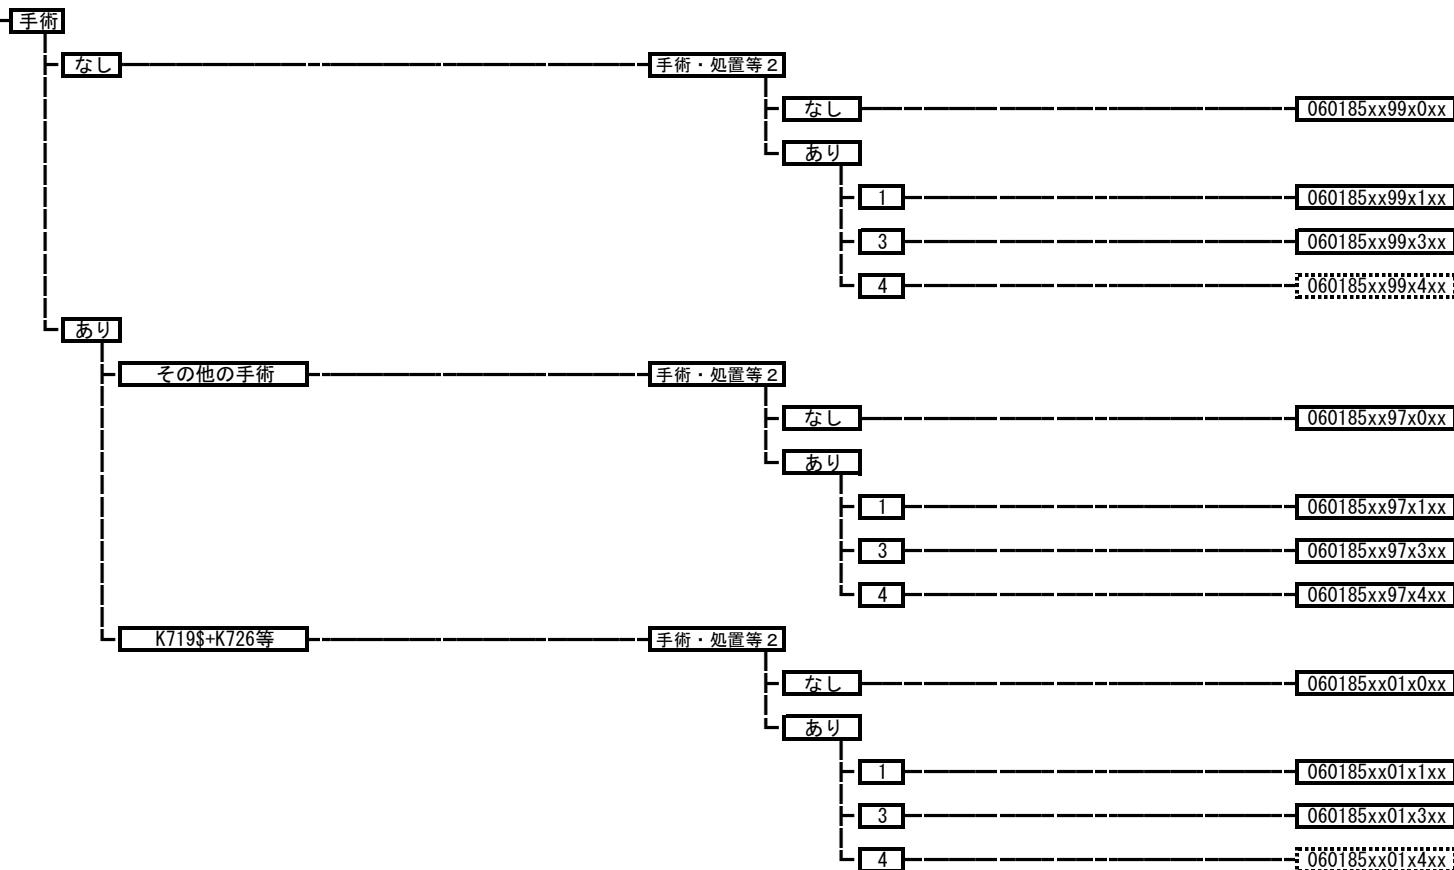 手術
なし 手術・処置等２
なし 060185xx99x0xx
あり
1 060185xx99x1xx
3 060185xx99x3xx
4 060185xx99x4xx
あり
その他の手術 手術・処置等２
なし 060185xx97x0xx
あり
1 060185xx97x1xx
3 060185xx97x3xx
4 060185xx97x4xx
K719$+K726等 手術・処置等２
なし 060185xx01x0xx
あり
1 060185xx01x1xx
3 060185xx01x3xx
4 060185xx01x4xx